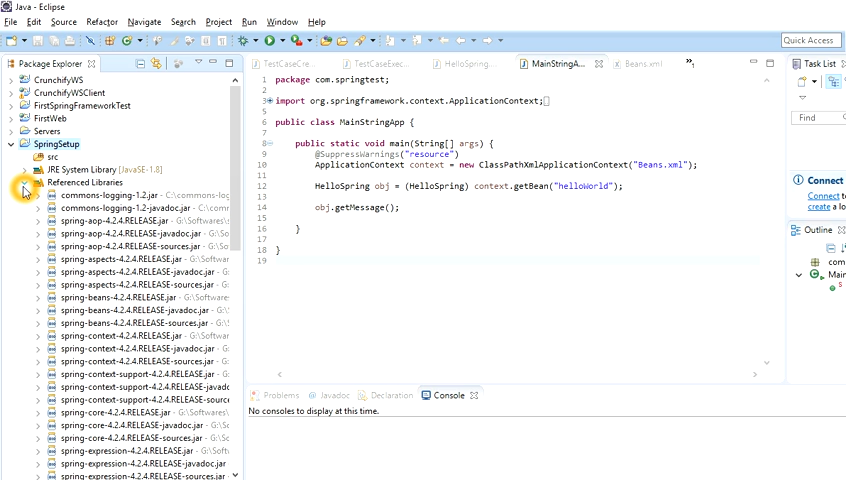 Java - Eclipse
File Edit Source Refactor Navigate Search Project Run Window Help
Quick Access
Package Explorer
CrunchifyWS
CrunchifyWSClient
FirstSpringFrameworkTest
FirstWeb
Servers
SpringSetup
src
JRE System Library [JavaSE-1.8]
Referenced Libraries
commons-logging-1.2.jar - C:\commons-log
commons-logging-1.2-javadoc.jar - C:\comm
spring-aop-4.2.4.RELEASE.jar - G:\Softwares\s
spring-aop-4.2.4.RELEASE-javadoc.jar - G:\So
spring-aop-4.2.4.RELEASE-sources.jar - G:\So
spring-aspects-4.2.4.RELEASE.jar - G:\Softwar
spring-aspects-4.2.4.RELEASE-javadoc.jar - G
spring-aspects-4.2.4.RELEASE-sources.jar - G
spring-beans-4.2.4.RELEASE.jar - G:\Software
spring-beans-4.2.4.RELEASE-javadoc.jar - G:\
spring-beans-4.2.4.RELEASE-sources.jar - G:\
spring-context-4.2.4.RELEASE.jar - G:\Softwa
spring-context-4.2.4.RELEASE-javadoc.jar - G
spring-context-4.2.4.RELEASE-sources.jar - G
spring-context-support-4.2.4.RELEASE.jar - G
spring-context-support-4.2.4.RELEASE-javadc
spring-context-support-4.2.4.RELEASE-source
spring-core-4.2.4.RELEASE.jar - G:\Softwares\
spring-core-4.2.4.RELEASE-javadoc.jar - G:\S
spring-core-4.2.4.RELEASE-sources.jar - G:\S
spring-expression-4.2.4.RELEASE.jar - G:\Soft
spring-expression-4.2.4.RELEASE-javadoc.jar
spring-expression-4.2.4.RELEASE-sources.jar
TestCaseCre... TestCaseExec... HelloSpring... MainStringA... Beans.xml »1
1 package com.springtest;
2
3 import org.springframework.context.ApplicationContext;
5
6 public class MainStringApp {
7
8 public static void main(String[] args) {
9 @SuppressWarnings("resource")
10 ApplicationContext context = new ClassPathXmlApplicationContext("Beans.xml");
11
12 HelloSpring obj = (HelloSpring) context.getBean("helloWorld");
13
14 obj.getMessage();
15
16 }
17
18 }
19
Problems Javadoc Declaration Console
No consoles to display at this time.
Task List
Find
Connect
Connect to
create a lo
Outline
com
Main
s